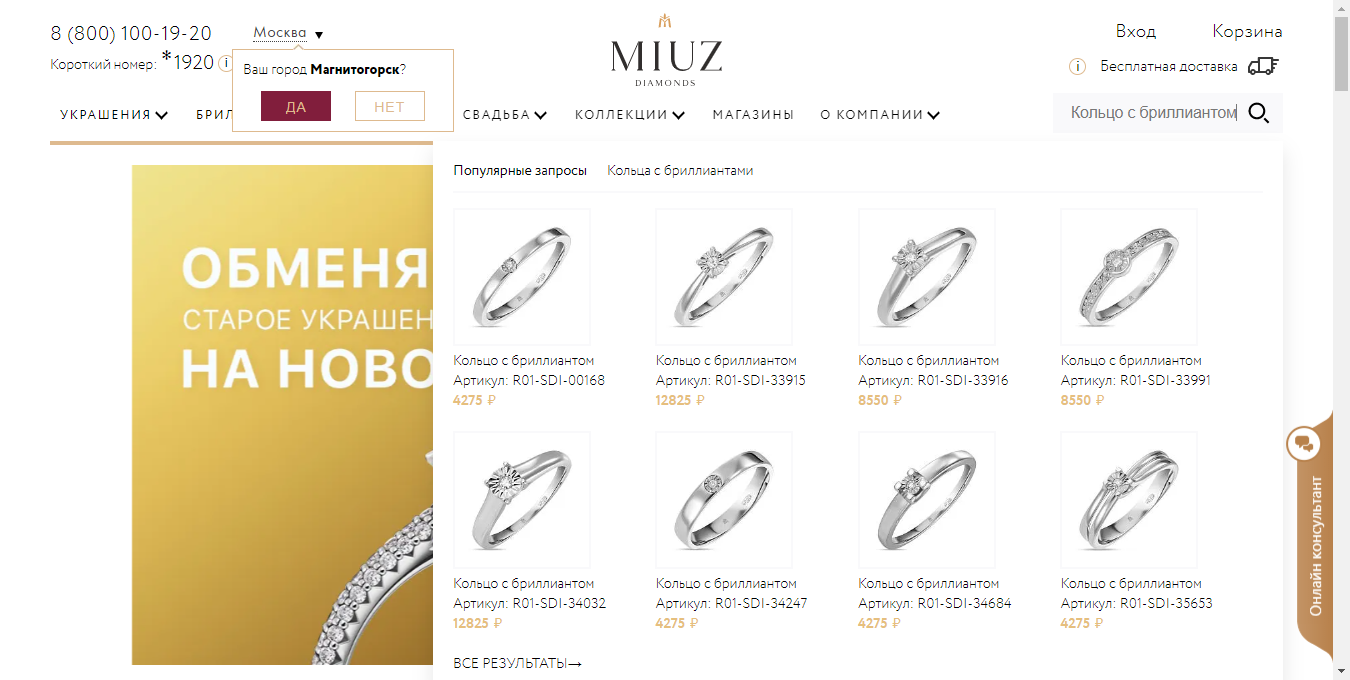 8 (800) 100-19-20
Москва ▼
Короткий номер: *1920 i
Ваш город Магнитогорск?
ДА
НЕТ
MIUZ
DIAMONDS
Вход
Корзина
i Бесплатная доставка
УКРАШЕНИЯ
БРИЛ
СВАДЬБА
КОЛЛЕКЦИИ
МАГАЗИНЫ
О КОМПАНИИ
Кольцо с бриллиантом
ОБМЕНЯ
СТАРОЕ УКРАШЕН
НА НОВО
Популярные запросы
Кольца с бриллиантами
Кольцо с бриллиантом
Артикул: R01-SDI-00168
4275 ₽
Кольцо с бриллиантом
Артикул: R01-SDI-33915
12825 ₽
Кольцо с бриллиантом
Артикул: R01-SDI-33916
8550 ₽
Кольцо с бриллиантом
Артикул: R01-SDI-33991
8550 ₽
Кольцо с бриллиантом
Артикул: R01-SDI-34032
12825 ₽
Кольцо с бриллиантом
Артикул: R01-SDI-34247
4275 ₽
Кольцо с бриллиантом
Артикул: R01-SDI-34684
4275 ₽
Кольцо с бриллиантом
Артикул: R01-SDI-35653
4275 ₽
ВСЕ РЕЗУЛЬТАТЫ→
Онлайн консультант